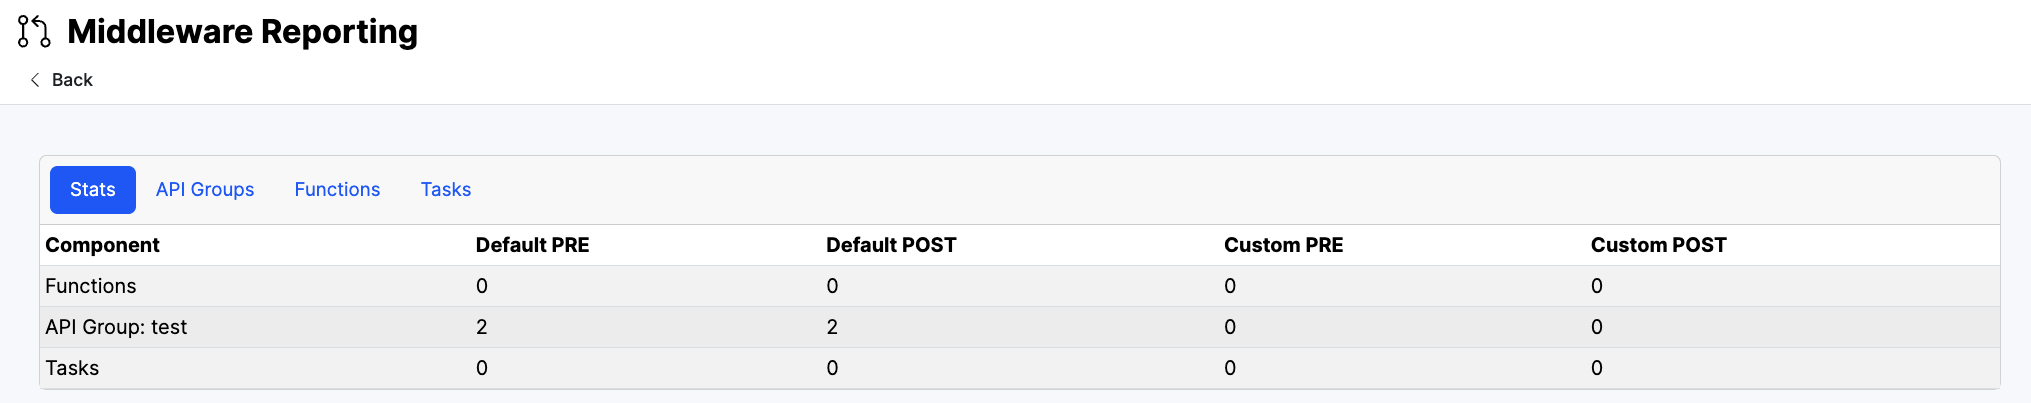 Middleware Reporting
Back
Stats API Groups Functions Tasks
Component Default PRE Default POST Custom PRE Custom POST
Functions 0 0 0 0
API Group: test 2 2 0 0
Tasks 0 0 0 0